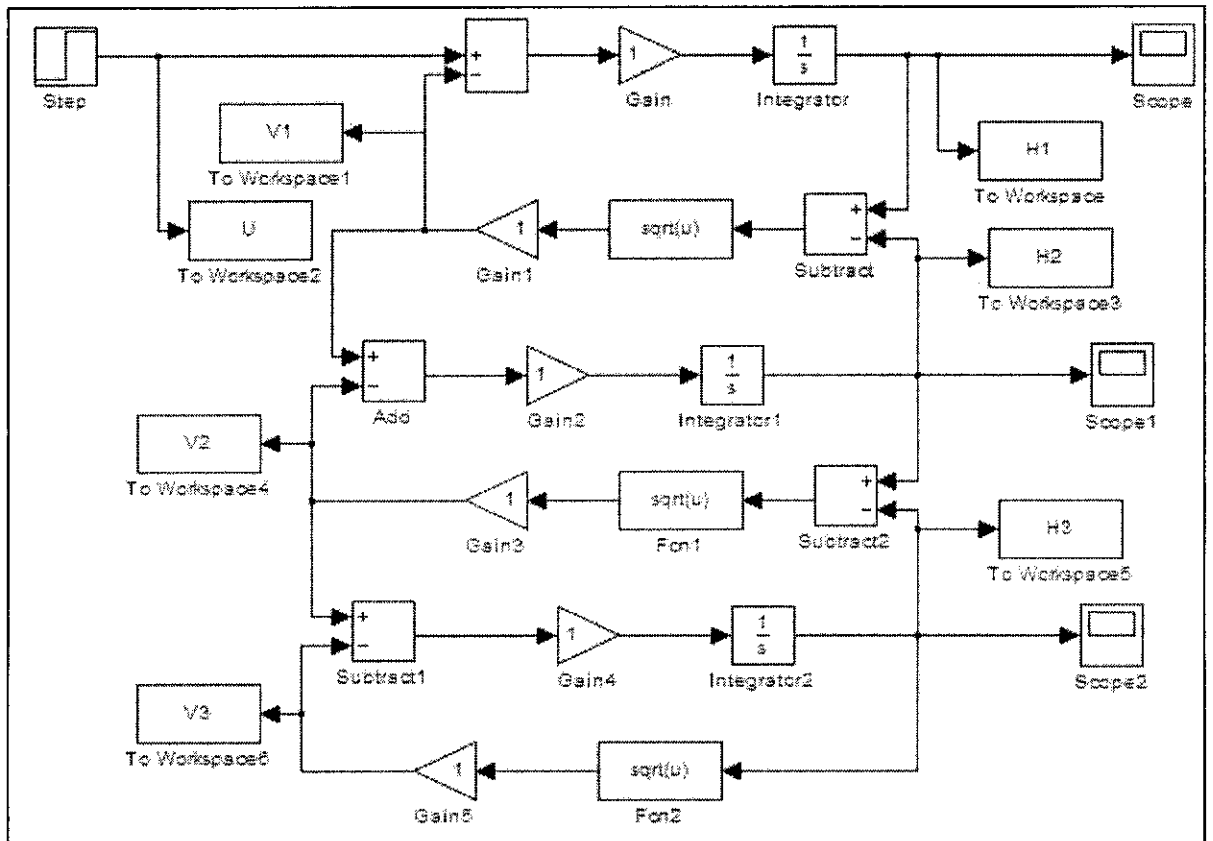 +
−
1
1
s
Step
Gain
Integrator
Scope
V1
To Workspace1
H1
To Workspace
U
To Workspace2
1
Gain1
sqrt(u)
+
−
Subtract
H2
To Workspace3
+
−
Add
1
Gain2
1
s
Integrator1
Scope1
V2
To Workspace4
1
Gain3
sqrt(u)
Fcn1
+
−
Subtract2
H3
To Workspace5
+
−
Subtract1
1
Gain4
1
s
Integrator2
Scope2
V3
To Workspace6
1
Gain5
sqrt(u)
Fcn2